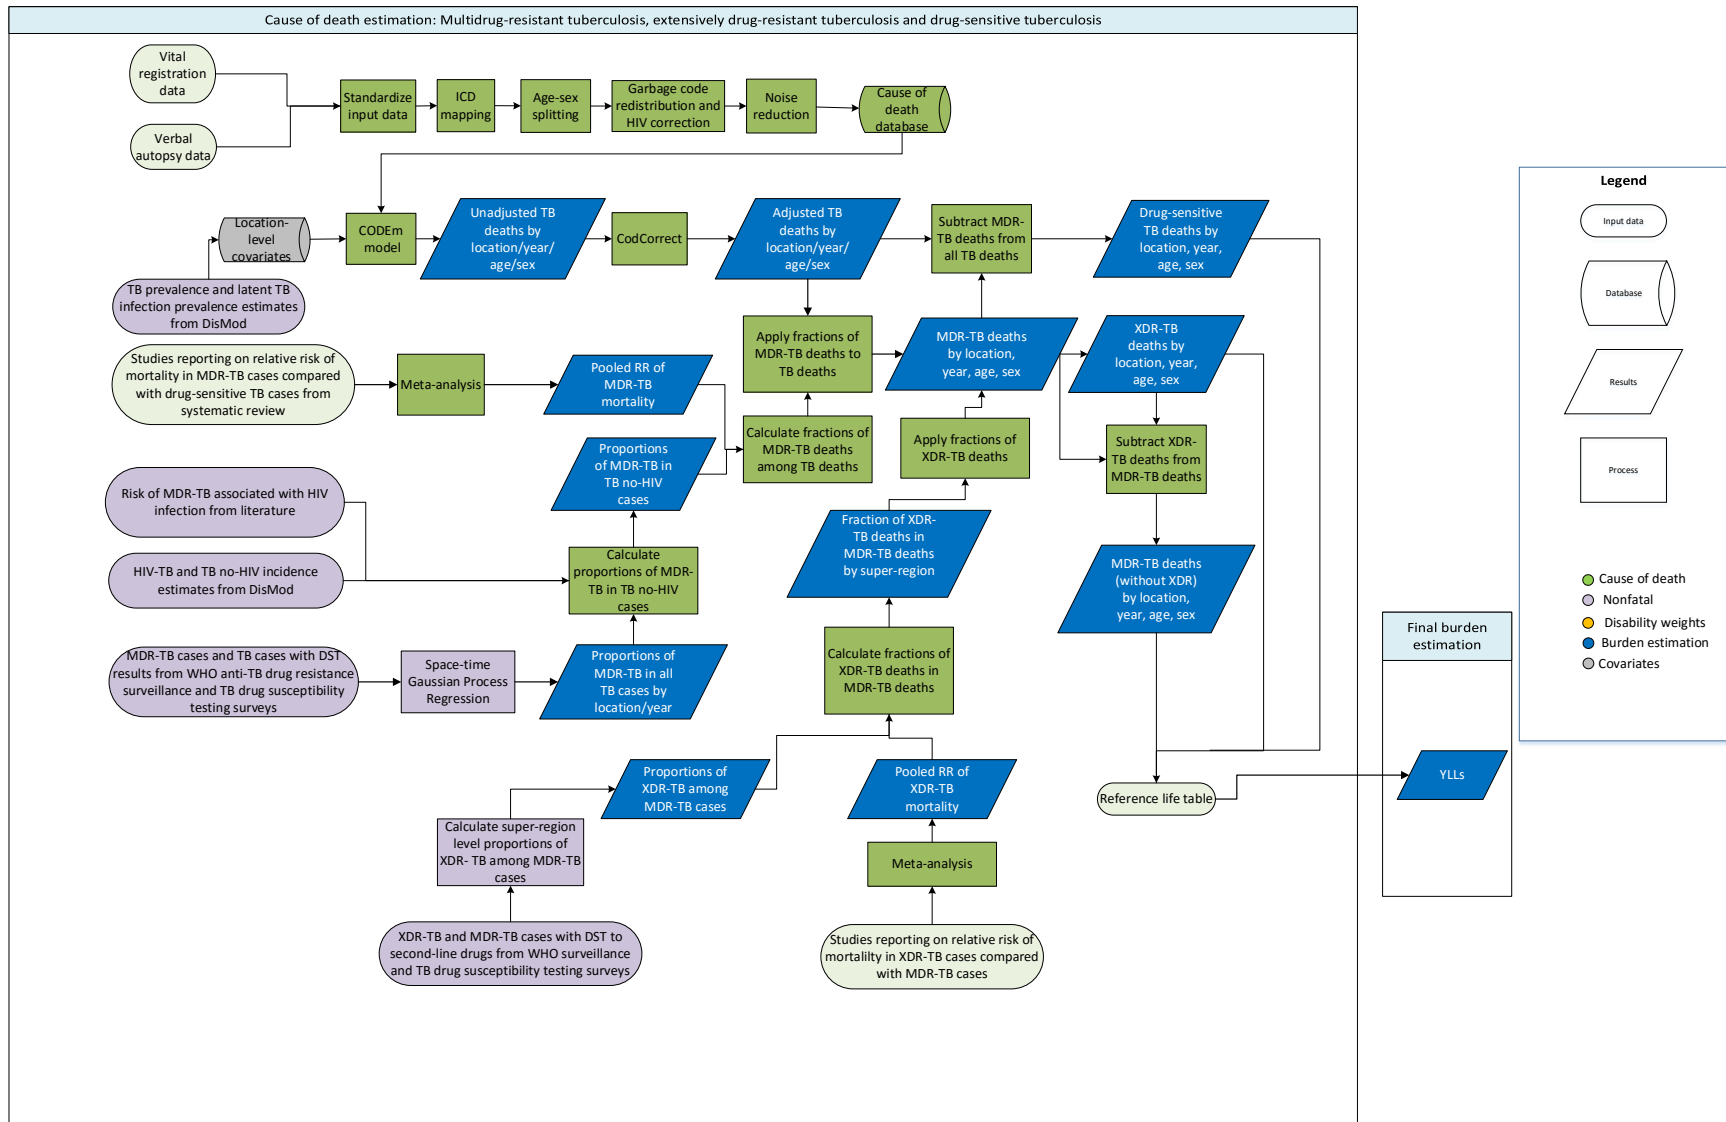 Cause of death estimation: Multidrug-resistant tuberculosis, extensively drug-resistant tuberculosis and drug-sensitive tuberculosis
Vital
registration
data
Verbal
autopsy data
Standardize
input data
ICD
mapping
Age-sex
splitting
Garbage code
redistribution and
HIV correction
Noise
reduction
Cause of
death
database
Location-
level
covariates
CODEm
model
Unadjusted TB
deaths by
location/year/
age/sex
CodCorrect
Adjusted TB
deaths by
location/year/
age/sex
Subtract MDR-
TB deaths from
all TB deaths
Drug-sensitive
TB deaths by
location, year,
age, sex
TB prevalence and latent TB
infection prevalence estimates
from DisMod
Studies reporting on relative risk of
mortality in MDR-TB cases compared
with drug-sensitive TB cases from
systematic review
Meta-analysis
Pooled RR of
MDR-TB
mortality
Apply fractions of
MDR-TB deaths to
TB deaths
MDR-TB deaths
by location,
year, age, sex
XDR-TB
deaths by
location, year,
age, sex
Proportions
of MDR-TB in
TB no-HIV
cases
Calculate fractions of
MDR-TB deaths
among TB deaths
Apply fractions of
XDR-TB deaths
Subtract XDR-
TB deaths from
MDR-TB deaths
Risk of MDR-TB associated with HIV
infection from literature
HIV-TB and TB no-HIV incidence
estimates from DisMod
Calculate
proportions of MDR-
TB in TB no-HIV
cases
Fraction of XDR-
TB deaths in
MDR-TB deaths
by super-region
MDR-TB deaths
(without XDR)
by location,
year, age, sex
MDR-TB cases and TB cases with DST
results from WHO anti-TB drug resistance
surveillance and TB drug susceptibility
testing surveys
Space-time
Gaussian Process
Regression
Proportions of
MDR-TB in all
TB cases by
location/year
Calculate fractions of
XDR-TB deaths in
MDR-TB deaths
Proportions of
XDR-TB among
MDR-TB cases
Pooled RR of
XDR-TB
mortality
Reference life table
Calculate super-region
level proportions of
XDR- TB among MDR-TB
cases
Meta-analysis
XDR-TB and MDR-TB cases with DST to
second-line drugs from WHO surveillance
and TB drug susceptibility testing surveys
Studies reporting on relative risk of
mortalilty in XDR-TB cases compared
with MDR-TB cases
Final burden
estimation
YLLs
Legend
Input data
Database
Results
Process
Cause of death
Nonfatal
Disability weights
Burden estimation
Covariates